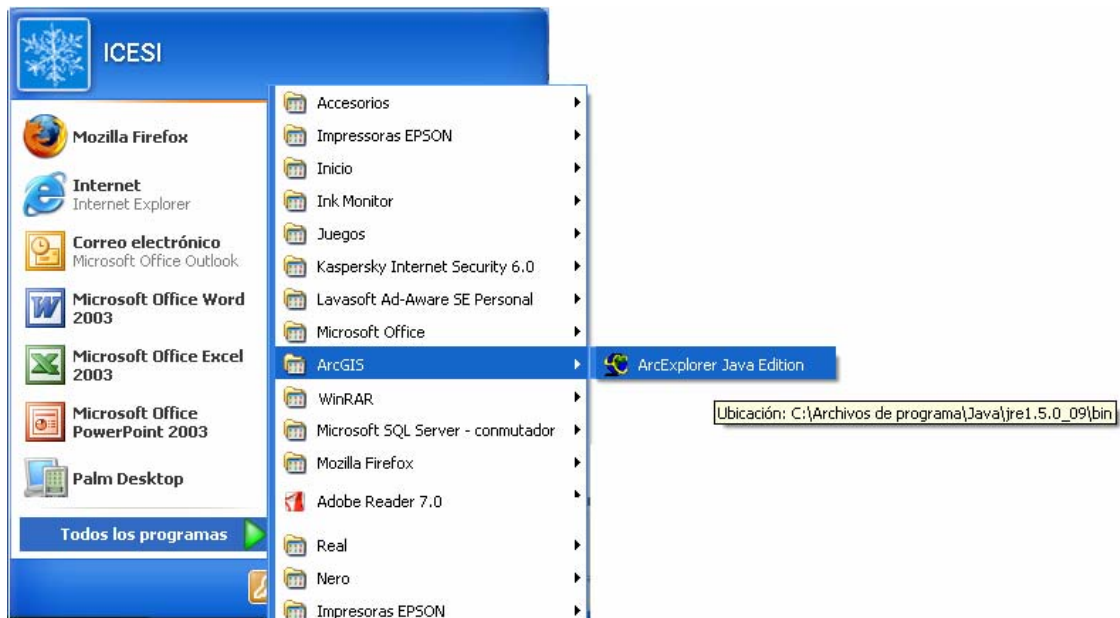 ICESI
Mozilla Firefox
Internet
Internet Explorer
Correo electrónico
Microsoft Office Outlook
Microsoft Office Word
2003
Microsoft Office Excel
2003
Microsoft Office
PowerPoint 2003
Palm Desktop
Todos los programas
Accesorios
Impressoras EPSON
Inicio
Ink Monitor
Juegos
Kaspersky Internet Security 6.0
Lavasoft Ad-Aware SE Personal
Microsoft Office
ArcGIS
WinRAR
Microsoft SQL Server - conmutador
Mozilla Firefox
Adobe Reader 7.0
Real
Nero
Impresoras EPSON
ArcExplorer Java Edition
Ubicación: C:\Archivos de programa\Java\jre1.5.0_09\bin